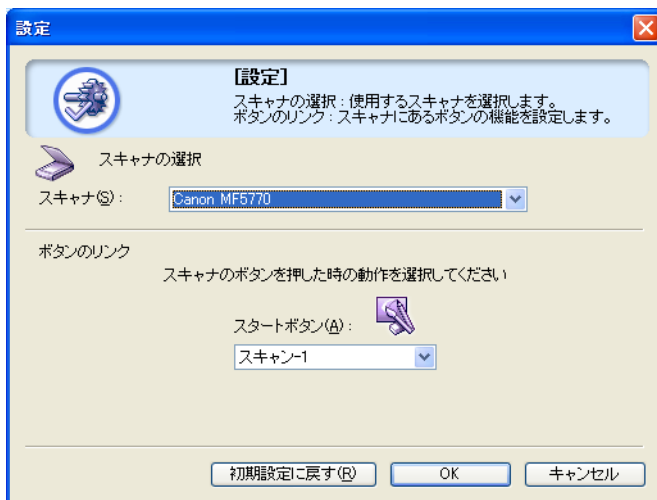 設定
[設定]
スキャナの選択：使用するスキャナを選択します。
ボタンのリンク：スキャナにあるボタンの機能を設定します。
スキャナの選択
スキャナ(S)：
Canon MF5770
ボタンのリンク
スキャナのボタンを押した時の動作を選択してください
スタートボタン(A)：
スキャン-1
初期設定に戻す(R)
OK
キャンセル